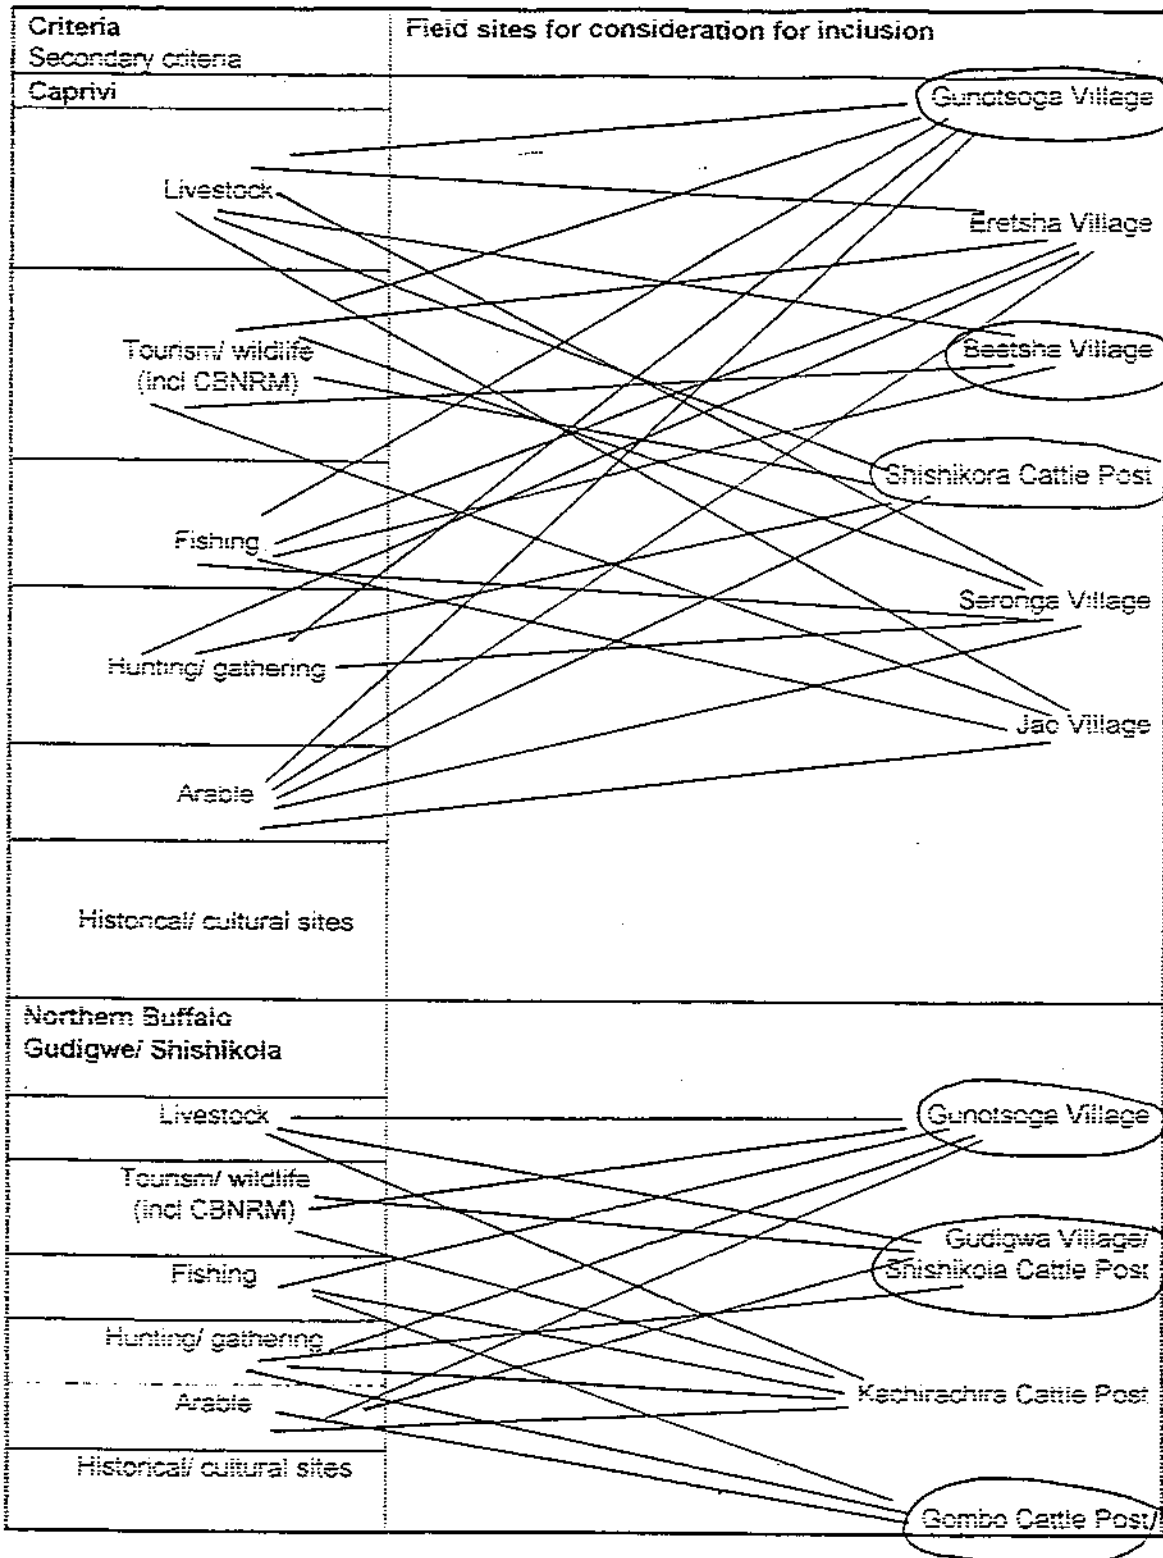 Criteria
Secondary criteria
Field sites for consideration for inclusion
Caprivi
Gunotsoga Village
Livestock
Eretsha Village
Tourism/ wildlife
(incl CBNRM)
Beetsha Village
Shishikora Cattle Post
Fishing
Seronga Village
Hunting/ gathering
Jao Village
Arable
Historical/ cultural sites
Northern Buffalo
Gudigwe/ Shishikola
Livestock
Gunotsoga Village
Tourism/ wildlife
(incl CBNRM)
Gudigwa Village/
Shishikola Cattle Post
Fishing
Hunting/ gathering
Kachirachira Cattle Post
Arable
Historical/ cultural sites
Gombo Cattle Post/